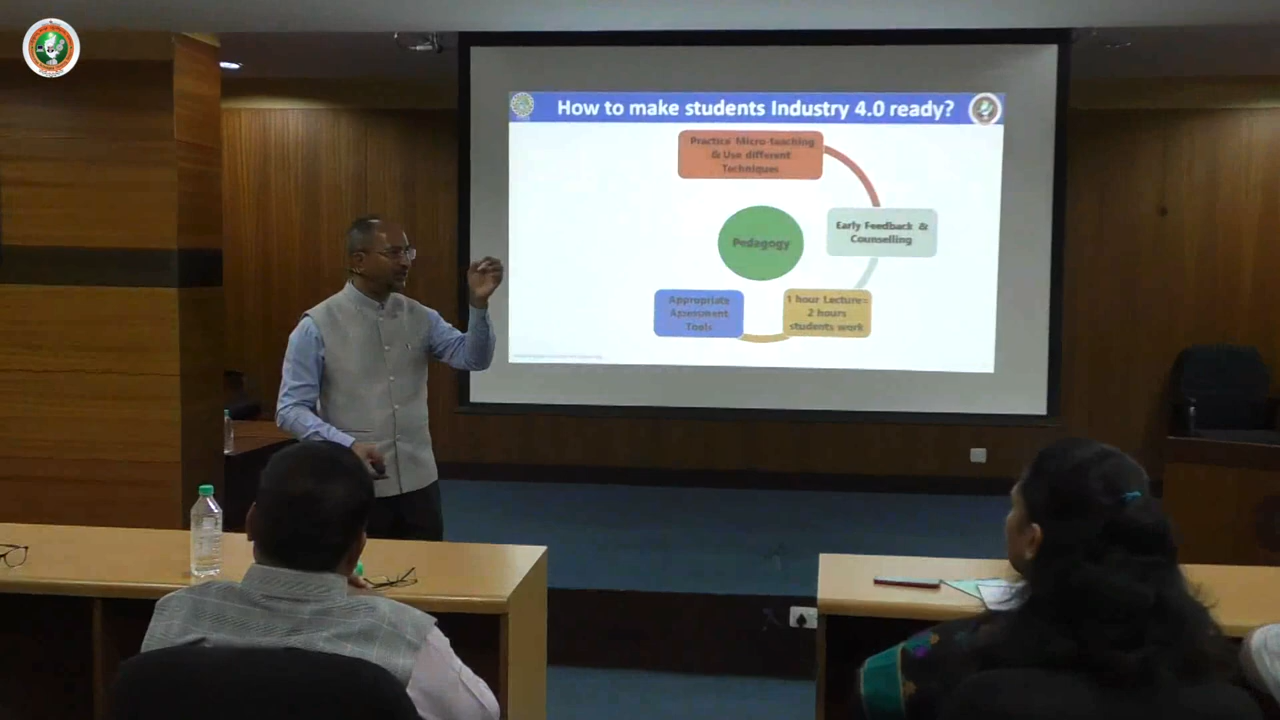 How to make students Industry 4.0 ready?
Practice Micro-teaching
& Use different
Techniques
Early Feedback &
Counselling
Pedagogy
1 hour Lecture=
2 hours
students work
Appropriate
Assessment
Tools